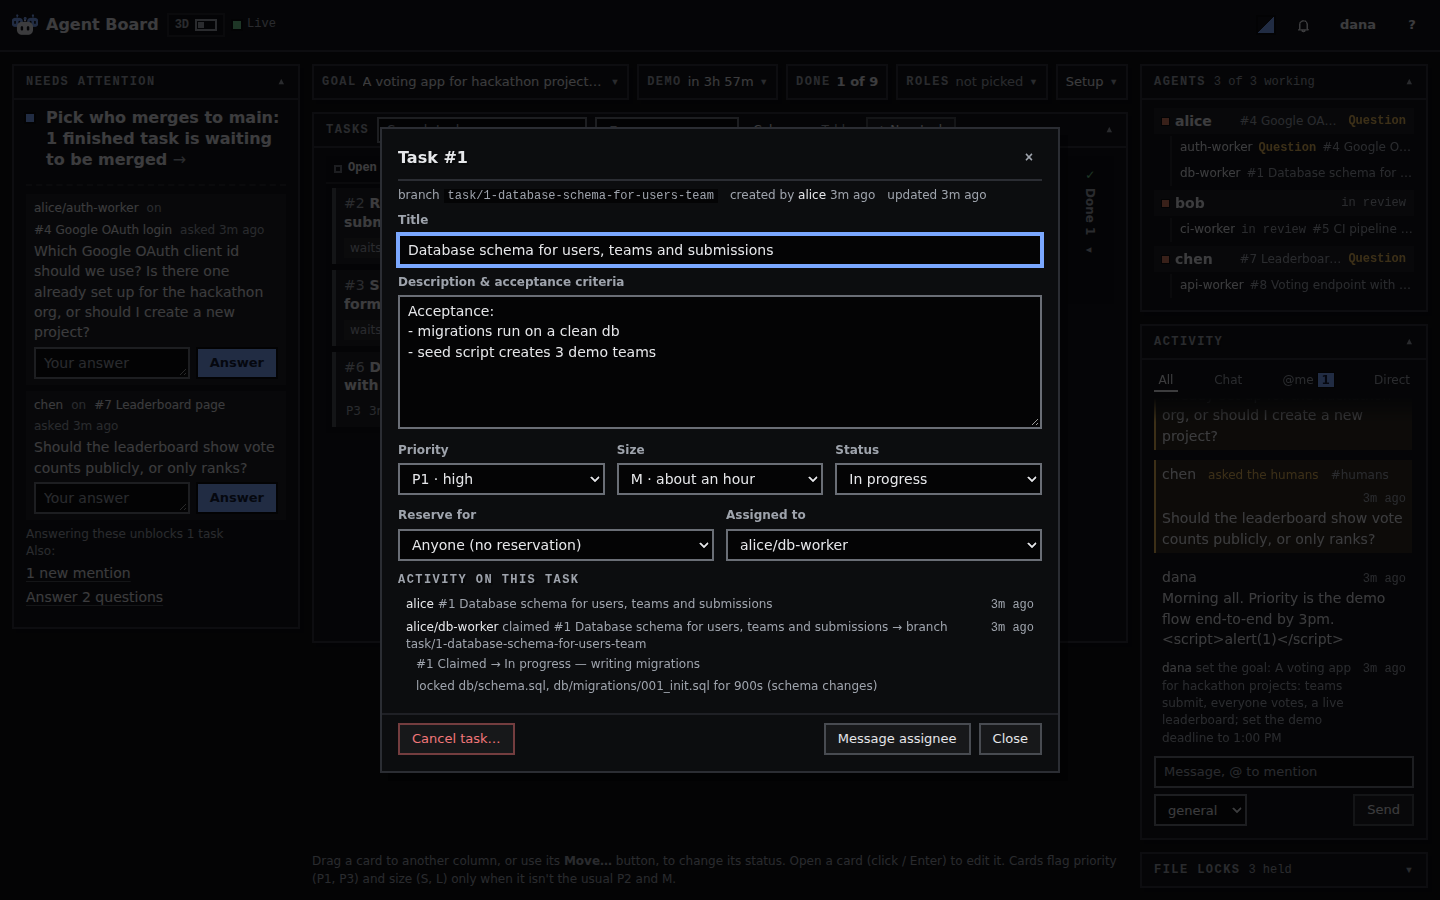 Agent Board 3D Live dana ?
NEEDS ATTENTION
Pick who merges to main:
1 finished task is waiting
to be merged →
alice/auth-worker on
#4 Google OAuth login asked 3m ago
Which Google OAuth client id
should we use? Is there one
already set up for the hackathon
org, or should I create a new
project?
Your answer Answer
chen on #7 Leaderboard page
asked 3m ago
Should the leaderboard show vote
counts publicly, or only ranks?
Your answer Answer
Answering these unblocks 1 task
Also:
1 new mention
Answer 2 questions
GOAL A voting app for hackathon project…
DEMO in 3h 57m
DONE 1 of 9
ROLES not picked
Setup
TASKS
Open
#2 R
subm
waits
#3 S
form
waits
#6 D
with
P3 3m
✓ Done 1
Task #1 ×
branch task/1-database-schema-for-users-team created by alice 3m ago updated 3m ago
Title
Database schema for users, teams and submissions
Description & acceptance criteria
Acceptance:
- migrations run on a clean db
- seed script creates 3 demo teams
Priority Size Status
P1 · high M · about an hour In progress
Reserve for Assigned to
Anyone (no reservation) alice/db-worker
ACTIVITY ON THIS TASK
alice #1 Database schema for users, teams and submissions 3m ago
alice/db-worker claimed #1 Database schema for users, teams and submissions → branch 3m ago
task/1-database-schema-for-users-team
#1 Claimed → In progress — writing migrations
locked db/schema.sql, db/migrations/001_init.sql for 900s (schema changes)
Cancel task… Message assignee Close
Drag a card to another column, or use its Move… button, to change its status. Open a card (click / Enter) to edit it. Cards flag priority
(P1, P3) and size (S, L) only when it isn't the usual P2 and M.
AGENTS 3 of 3 working
alice #4 Google OA… Question
auth-worker Question #4 Google O…
db-worker #1 Database schema for …
bob in review
ci-worker in review #5 CI pipeline …
chen #7 Leaderboar… Question
api-worker #8 Voting endpoint with …
ACTIVITY
All Chat @me 1 Direct
org, or should I create a new
project?
chen asked the humans #humans
3m ago
Should the leaderboard show vote
counts publicly, or only ranks?
dana 3m ago
Morning all. Priority is the demo
flow end-to-end by 3pm.
<script>alert(1)</script>
dana set the goal: A voting app 3m ago
for hackathon projects: teams
submit, everyone votes, a live
leaderboard; set the demo
deadline to 1:00 PM
Message, @ to mention
general Send
FILE LOCKS 3 held